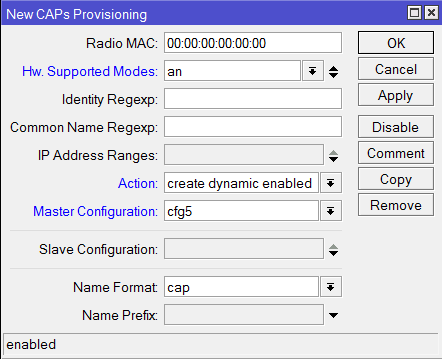 New CAPs Provisioning
Radio MAC: 00:00:00:00:00:00 OK
Hw. Supported Modes: an Cancel
Identity Regexp: Apply
Common Name Regexp: Disable
IP Address Ranges: Comment
Action: create dynamic enabled Copy
Master Configuration: cfg5 Remove
Slave Configuration:
Name Format: cap
Name Prefix:
enabled